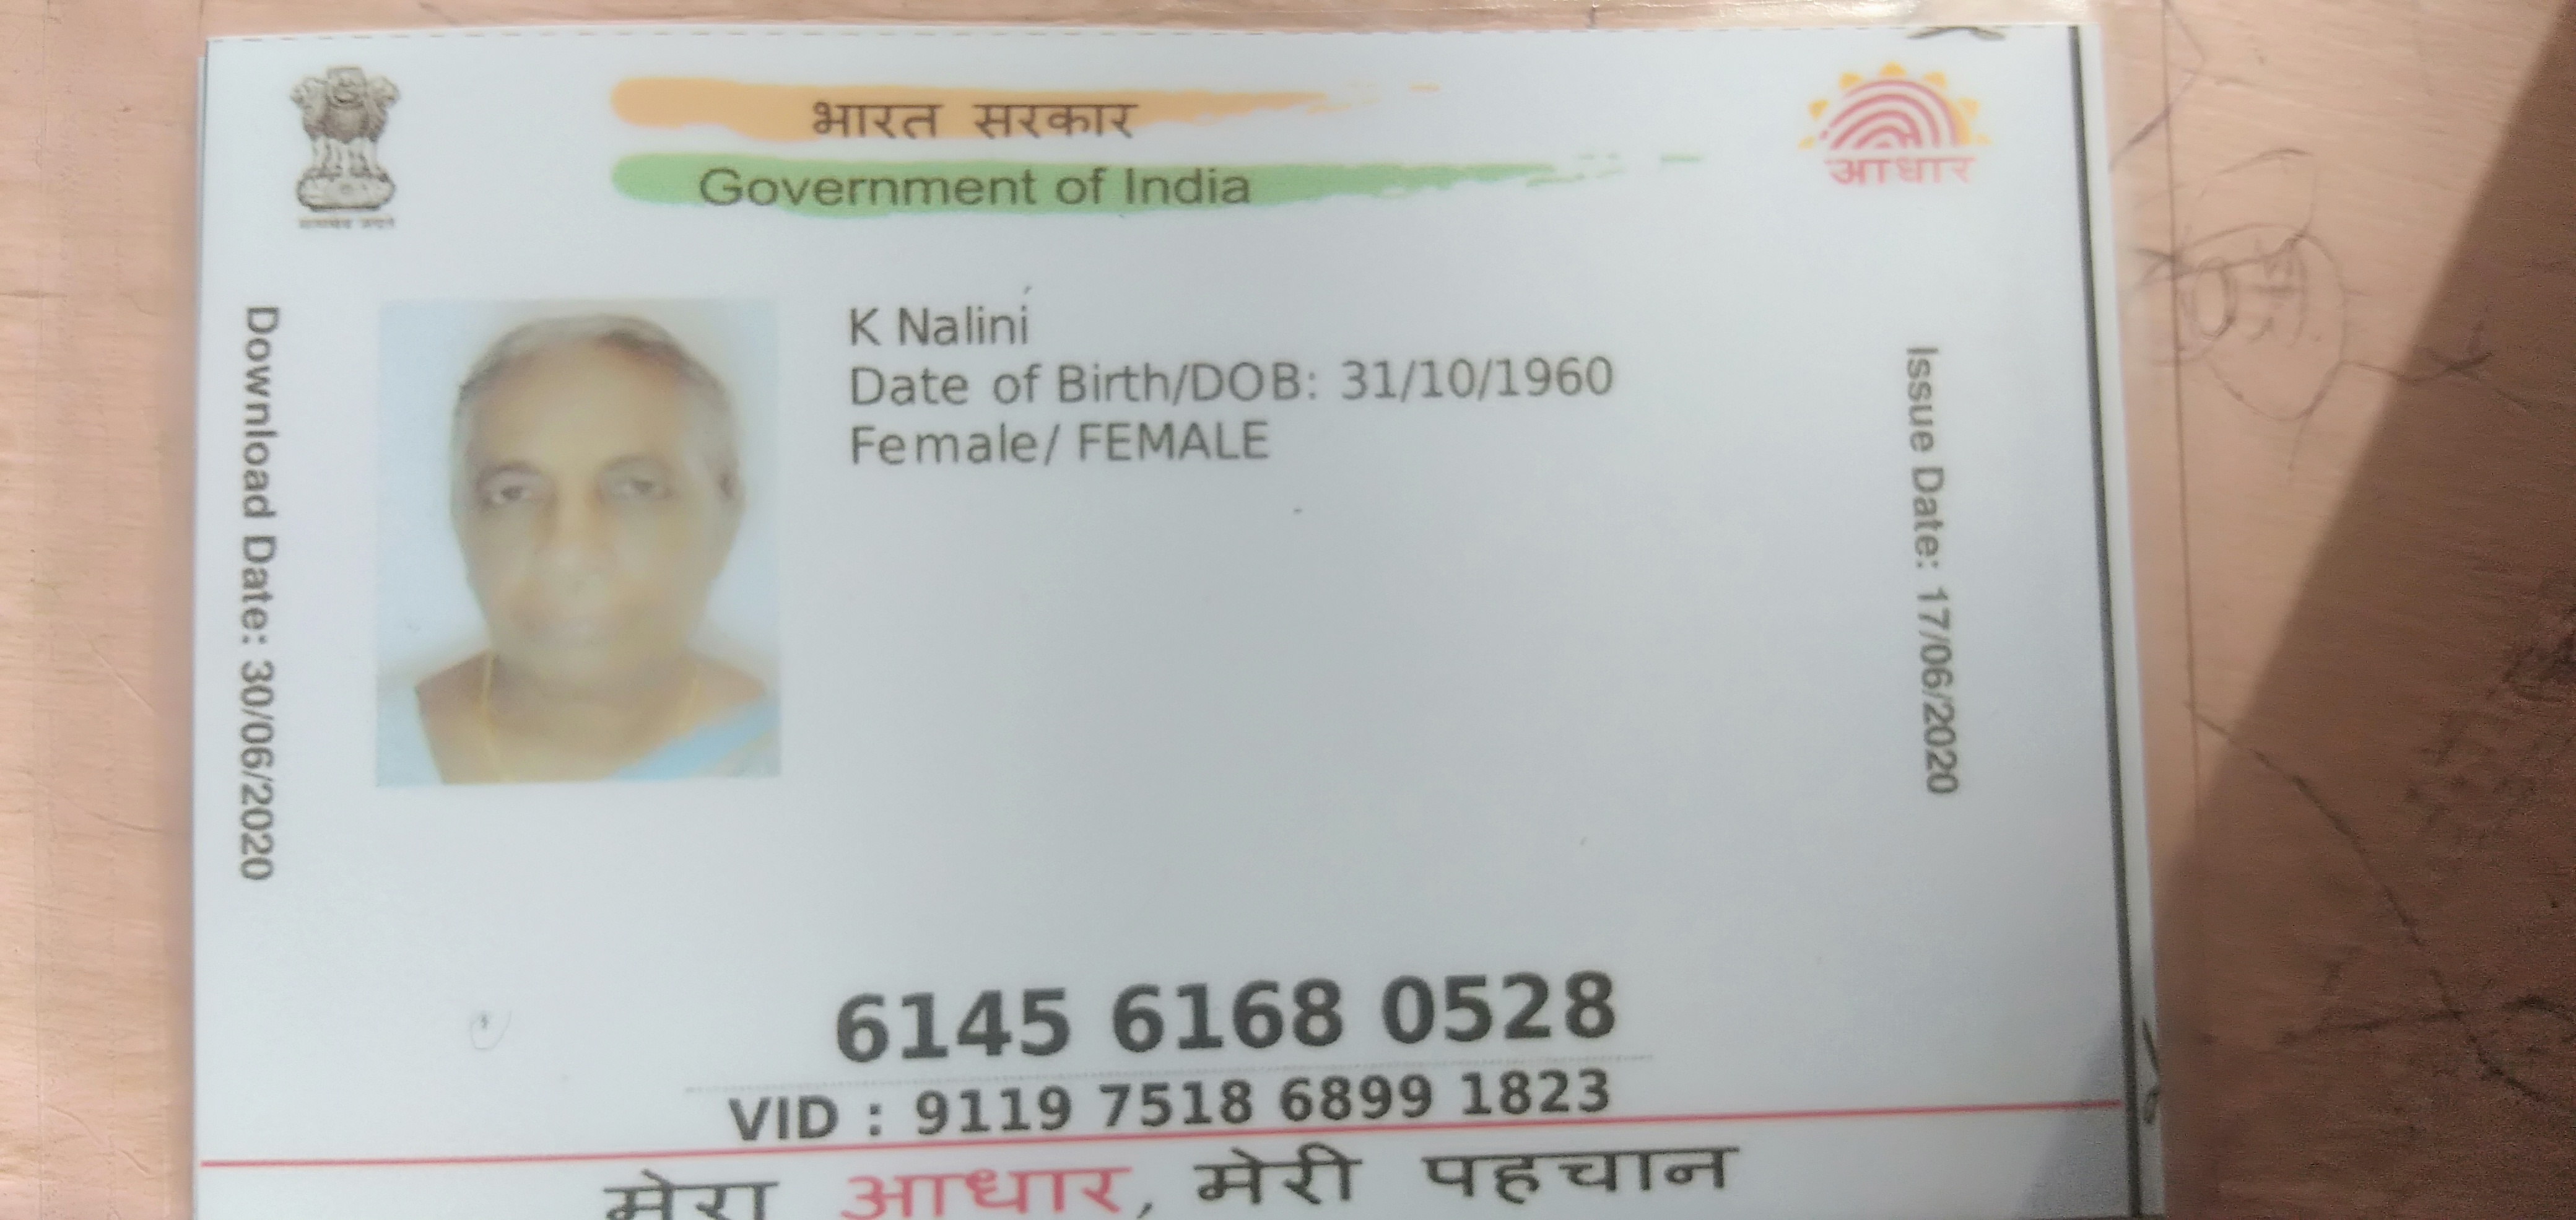 भारत सरकार
Government of India
आधार
सत्यमेव जयते
K Nalini
Date of Birth/DOB: 31/10/1960
Female/ FEMALE
Download Date: 30/06/2020
Issue Date: 17/06/2020
6145 6168 0528
VID : 9119 7518 6899 1823
मेरा आधार, मेरी पहचान